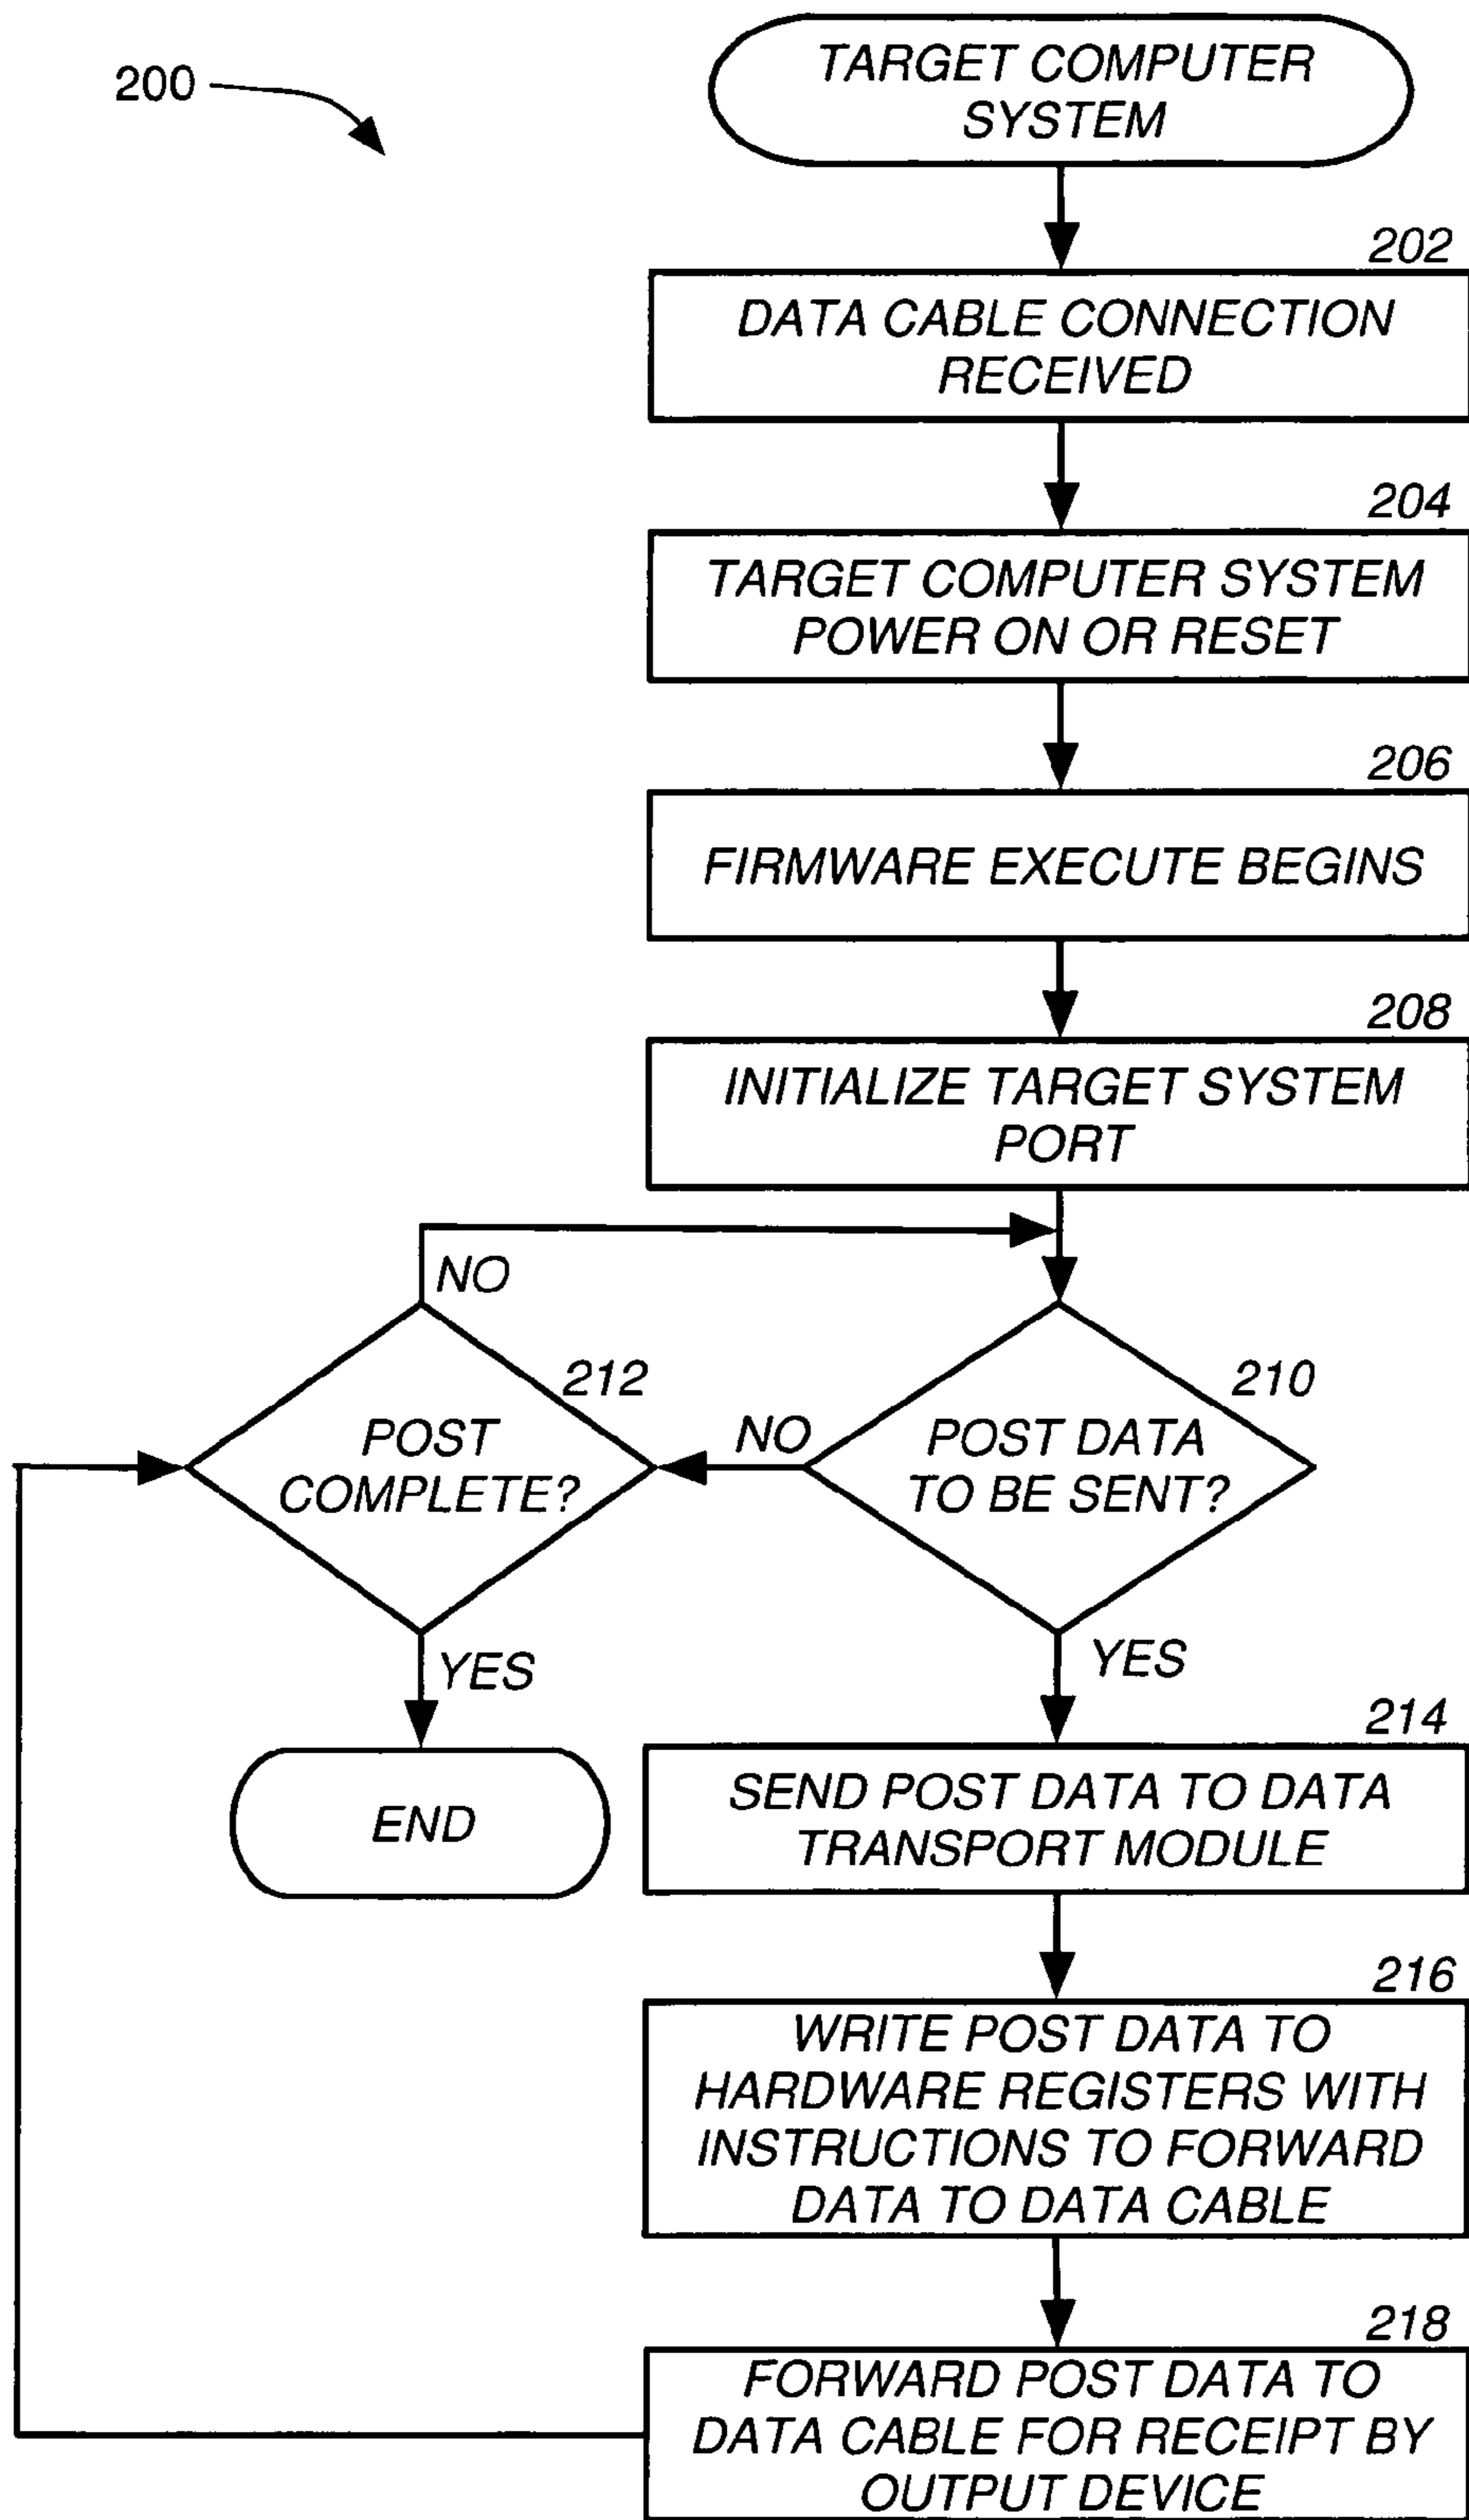 200
TARGET COMPUTER
SYSTEM
202
DATA CABLE CONNECTION
RECEIVED
204
TARGET COMPUTER SYSTEM
POWER ON OR RESET
206
FIRMWARE EXECUTE BEGINS
208
INITIALIZE TARGET SYSTEM
PORT
NO
212
POST
COMPLETE?
NO
210
POST DATA
TO BE SENT?
YES
END
YES
214
SEND POST DATA TO DATA
TRANSPORT MODULE
216
WRITE POST DATA TO
HARDWARE REGISTERS WITH
INSTRUCTIONS TO FORWARD
DATA TO DATA CABLE
218
FORWARD POST DATA TO
DATA CABLE FOR RECEIPT BY
OUTPUT DEVICE